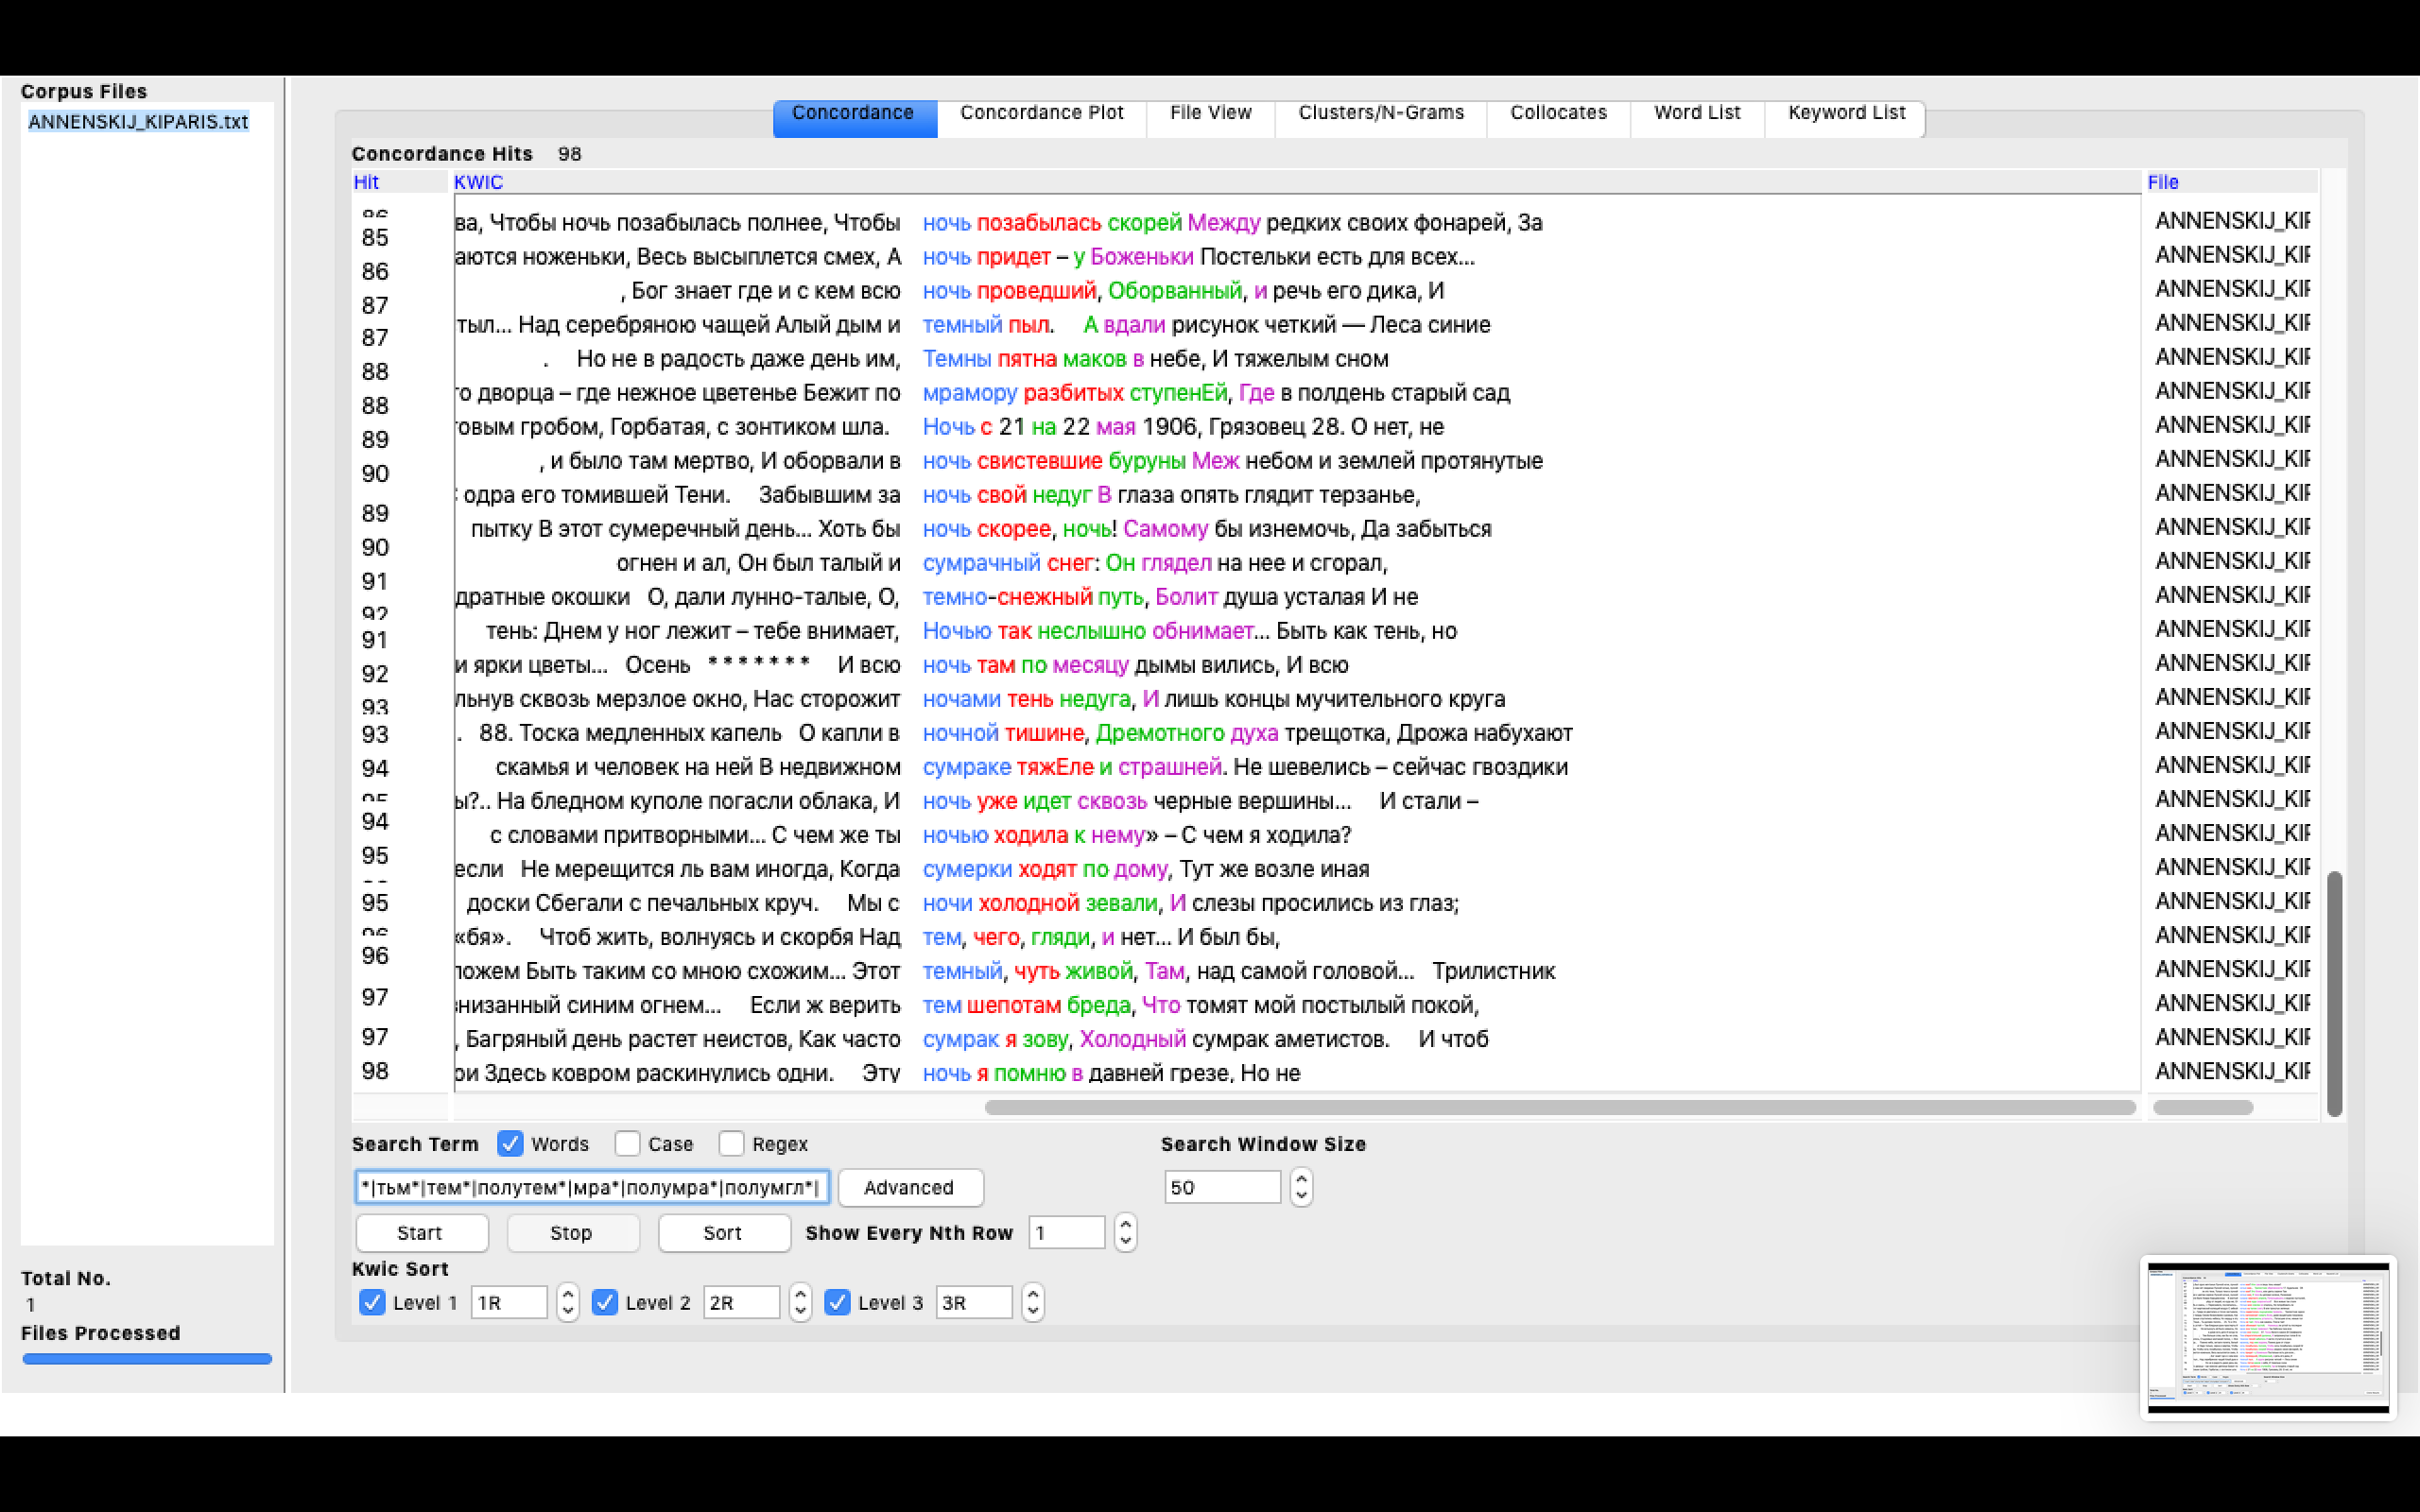 Corpus Files
ANNENSKIJ_KIPARIS.txt
Concordance Concordance Plot File View Clusters/N-Grams Collocates Word List Keyword List
Concordance Hits 98
Hit KWIC File
85 ва, Чтобы ночь позабылась полнее, Чтобы ночь позабылась скорей Между редких своих фонарей, За ANNENSKIJ_KIF
86 аются ноженьки, Весь высыплется смех, А ночь придет – у Боженьки Постельки есть для всех... ANNENSKIJ_KIF
87 , Бог знает где и с кем всю ночь проведший, Оборванный, и речь его дика, И ANNENSKIJ_KIF
87 тыл... Над серебряною чащей Алый дым и темный пыл. А вдали рисунок четкий — Леса синие ANNENSKIJ_KIF
88 . Но не в радость даже день им, Темны пятна маков в небе, И тяжелым сном ANNENSKIJ_KIF
88 го дворца – где нежное цветенье Бежит по мрамору разбитых ступенЕй, Где в полдень старый сад ANNENSKIJ_KIF
89 товым гробом, Горбатая, с зонтиком шла. Ночь с 21 на 22 мая 1906, Грязовец 28. О нет, не ANNENSKIJ_KIF
90 , и было там мертво, И оборвали в ночь свистевшие буруны Меж небом и землей протянутые ANNENSKIJ_KIF
89 одра его томившей Тени. Забывшим за ночь свой недуг В глаза опять глядит терзанье, ANNENSKIJ_KIF
90 пытку В этот сумеречный день... Хоть бы ночь скорее, ночь! Самому бы изнемочь, Да забыться ANNENSKIJ_KIF
91 огнен и ал, Он был талый и сумрачный снег: Он глядел на нее и сгорал, ANNENSKIJ_KIF
92 дратные окошки О, дали лунно-талые, О, темно-снежный путь, Болит душа усталая И не ANNENSKIJ_KIF
91 тень: Днем у ног лежит – тебе внимает, Ночью так неслышно обнимает... Быть как тень, но ANNENSKIJ_KIF
92 и ярки цветы... Осень * * * * * * * И всю ночь там по месяцу дымы вились, И всю ANNENSKIJ_KIF
93 льнув сквозь мерзлое окно, Нас сторожит ночами тень недуга, И лишь концы мучительного круга ANNENSKIJ_KIF
93 . 88. Тоска медленных капель О капли в ночной тишине, Дремотного духа трещотка, Дрожа набухают ANNENSKIJ_KIF
94 скамья и человек на ней В недвижном сумраке тяжЕле и страшней. Не шевелись – сейчас гвоздики ANNENSKIJ_KIF
94 ы?.. На бледном куполе погасли облака, И ночь уже идет сквозь черные вершины... И стали – ANNENSKIJ_KIF
95 с словами притворными... С чем же ты ночью ходила к нему» – С чем я ходила? ANNENSKIJ_KIF
если Не мерещится ль вам иногда, Когда сумерки ходят по дому, Тут же возле иная ANNENSKIJ_KIF
95 доски Сбегали с печальных круч. Мы с ночи холодной зевали, И слезы просились из глаз; ANNENSKIJ_KIF
96 «бя». Чтоб жить, волнуясь и скорбя Над тем, чего, гляди, и нет... И был бы, ANNENSKIJ_KIF
ложем Быть таким со мною схожим... Этот темный, чуть живой, Там, над самой головой... Трилистник ANNENSKIJ_KIF
97 внизанный синим огнем... Если ж верить тем шепотам бреда, Что томят мой постылый покой, ANNENSKIJ_KIF
97 , Багряный день растет неистов, Как часто сумрак я зову, Холодный сумрак аметистов. И чтоб ANNENSKIJ_KIF
98 ри Здесь ковром раскинулись одни. Эту ночь я помню в давней грезе, Но не ANNENSKIJ_KIF
Search Term Words Case Regex Search Window Size
*|тьм*|тем*|полутем*|мра*|полумра*|полумгл*| Advanced 50
Start Stop Sort Show Every Nth Row 1
Kwic Sort
Level 1 1R Level 2 2R Level 3 3R
Total No.
1
Files Processed